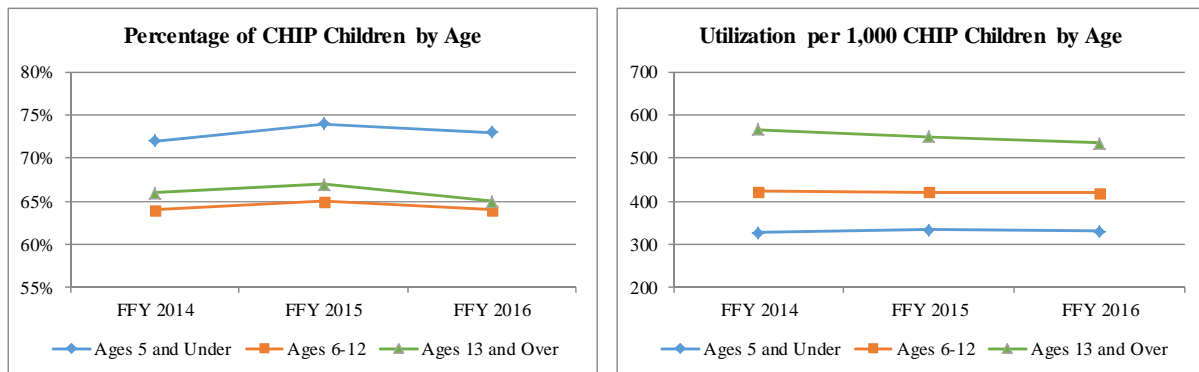 Percentage of CHIP Children by Age
80%
75%
70%
65%
60%
55%
FFY 2014 FFY 2015 FFY 2016
Ages 5 and Under Ages 6-12 Ages 13 and Over
Utilization per 1,000 CHIP Children by Age
700
600
500
400
300
200
FFY 2014 FFY 2015 FFY 2016
Ages 5 and Under Ages 6-12 Ages 13 and Over